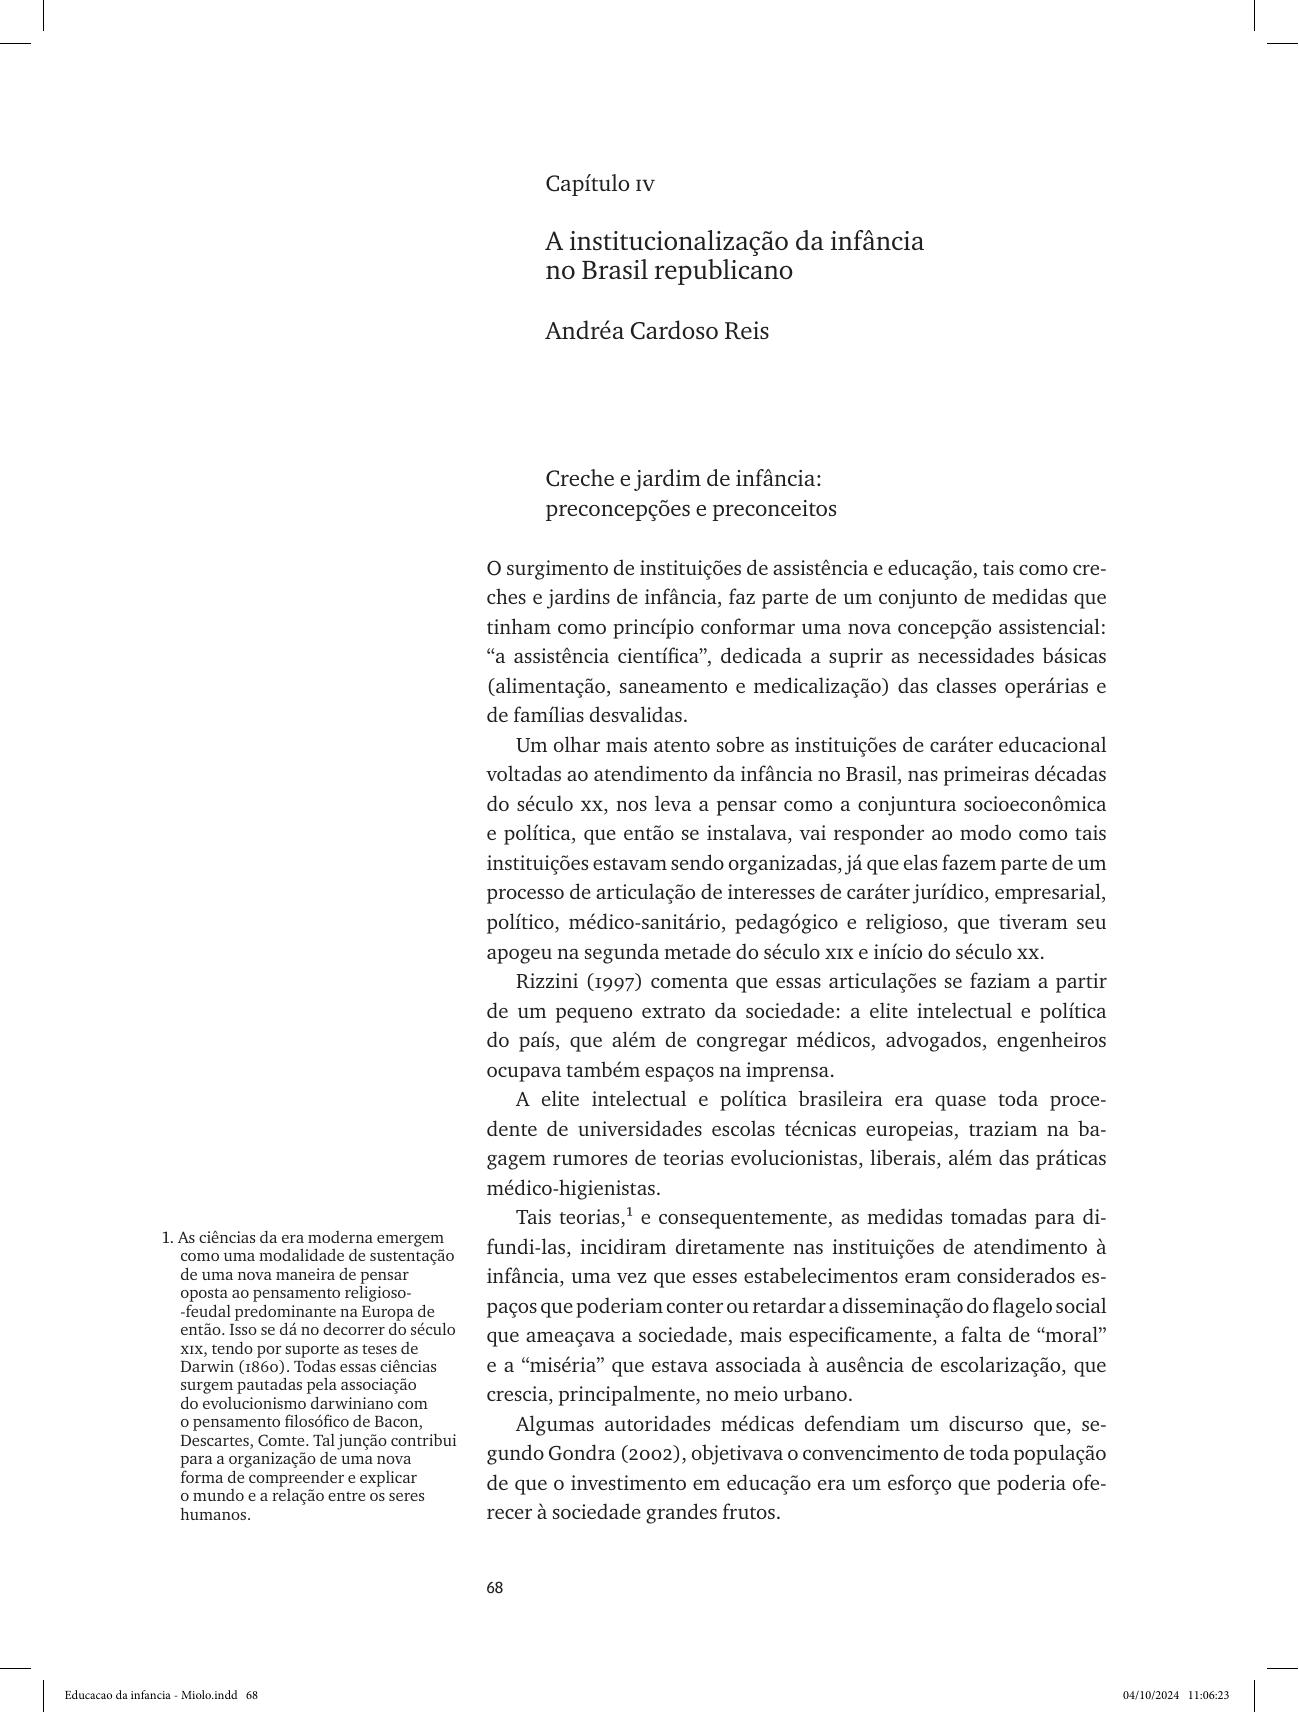 Capítulo IV
A institucionalização da infância
no Brasil republicano
Andréa Cardoso Reis
Creche e jardim de infância:
preconcepções e preconceitos
O surgimento de instituições de assistência e educação, tais como cre-
ches e jardins de infância, faz parte de um conjunto de medidas que
tinham como princípio conformar uma nova concepção assistencial:
“a assistência científica”, dedicada a suprir as necessidades básicas
(alimentação, saneamento e medicalização) das classes operárias e
de famílias desvalidas.
Um olhar mais atento sobre as instituições de caráter educacional
voltadas ao atendimento da infância no Brasil, nas primeiras décadas
do século XX, nos leva a pensar como a conjuntura socioeconômica
e política, que então se instalava, vai responder ao modo como tais
instituições estavam sendo organizadas, já que elas fazem parte de um
processo de articulação de interesses de caráter jurídico, empresarial,
político, médico-sanitário, pedagógico e religioso, que tiveram seu
apogeu na segunda metade do século XIX e início do século XX.
Rizzini (1997) comenta que essas articulações se faziam a partir
de um pequeno extrato da sociedade: a elite intelectual e política
do país, que além de congregar médicos, advogados, engenheiros
ocupava também espaços na imprensa.
A elite intelectual e política brasileira era quase toda proce-
dente de universidades escolas técnicas europeias, traziam na ba-
gagem rumores de teorias evolucionistas, liberais, além das práticas
médico-higienistas.
Tais teorias,¹ e consequentemente, as medidas tomadas para di-
fundi-las, incidiram diretamente nas instituições de atendimento à
infância, uma vez que esses estabelecimentos eram considerados es-
paços que poderiam conter ou retardar a disseminação do flagelo social
que ameaçava a sociedade, mais especificamente, a falta de “moral”
e a “miséria” que estava associada à ausência de escolarização, que
crescia, principalmente, no meio urbano.
Algumas autoridades médicas defendiam um discurso que, se-
gundo Gondra (2002), objetivava o convencimento de toda população
de que o investimento em educação era um esforço que poderia ofe-
recer à sociedade grandes frutos.
1. As ciências da era moderna emergem
como uma modalidade de sustentação
de uma nova maneira de pensar
oposta ao pensamento religioso-
-feudal predominante na Europa de
então. Isso se dá no decorrer do século
XIX, tendo por suporte as teses de
Darwin (1860). Todas essas ciências
surgem pautadas pela associação
do evolucionismo darwiniano com
o pensamento filosófico de Bacon,
Descartes, Comte. Tal junção contribui
para a organização de uma nova
forma de compreender e explicar
o mundo e a relação entre os seres
humanos.
68
Educacao da infancia - Miolo.indd 68
04/10/2024 11:06:23